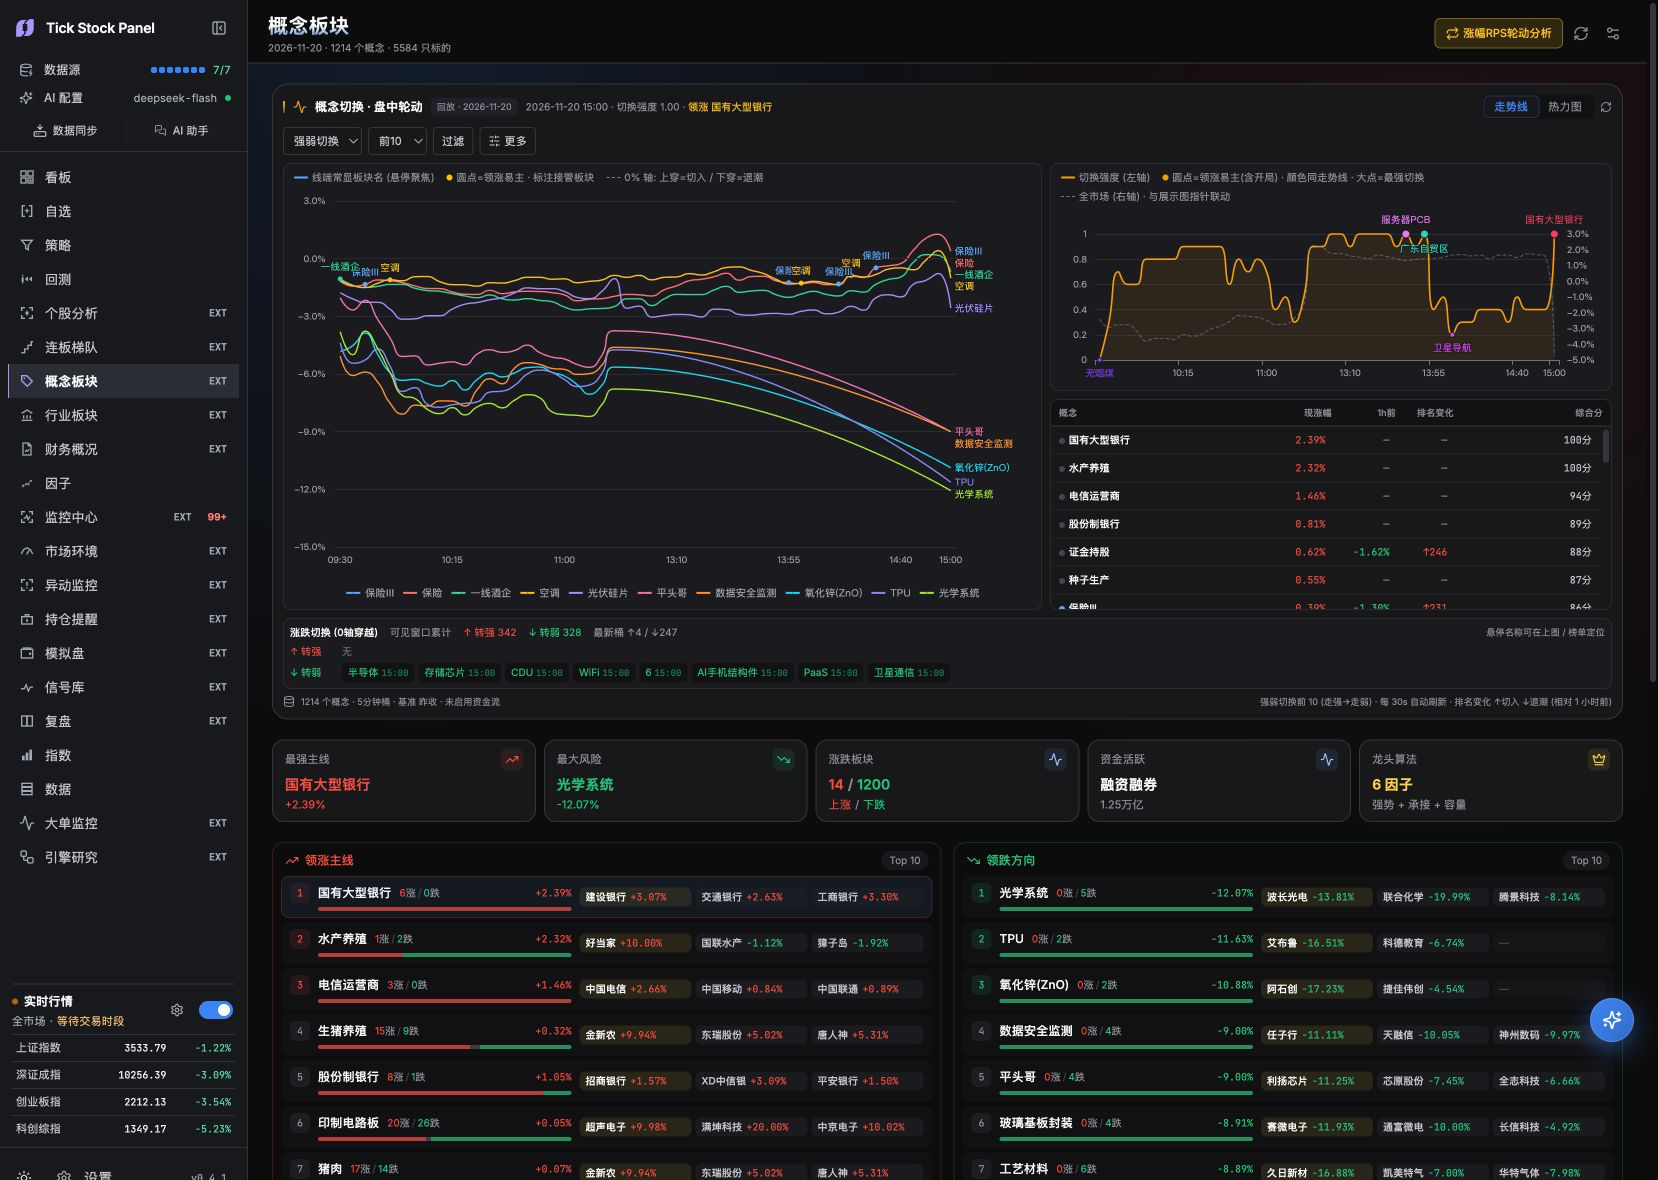 Tick Stock Panel
数据源 7/7
AI 配置 deepseek-flash
数据同步 AI 助手
看板
自选
策略
回测
个股分析 EXT
连板梯队 EXT
概念板块 EXT
行业板块 EXT
财务概况 EXT
因子
监控中心 EXT 99+
市场环境 EXT
异动监控 EXT
持仓提醒 EXT
模拟盘 EXT
信号库 EXT
复盘 EXT
指数
数据
大单监控 EXT
引擎研究 EXT
实时行情
全市场 · 等待交易时段
上证指数 3533.79 -1.22%
深证成指 10256.39 -3.09%
创业板指 2212.13 -3.54%
科创综指 1349.17 -5.23%
设置 v0.4.1
概念板块
2026-11-20 · 1214 个概念 · 5584 只标的
涨幅RPS轮动分析
概念切换 · 盘中轮动 回放 · 2026-11-20 2026-11-20 15:00 · 切换强度 1.00 · 领涨 国有大型银行
走势线 热力图
强弱切换 前10 过滤 更多
线端常显板块名 (悬停聚焦) 圆点=领涨易主 · 标注接管板块 --- 0% 轴: 上穿=切入 / 下穿=退潮
3.0%
0.0%
-3.0%
-6.0%
-9.0%
-12.0%
-15.0%
一线酒企 保险III 空调 保险III 空调 保险III 空调 保险III
保险III
保险
一线酒企
空调
光伏硅片
平头哥
数据安全监测
氧化锌(ZnO)
TPU
光学系统
09:30 10:15 11:00 13:10 13:55 14:40 15:00
保险III 保险 一线酒企 空调 光伏硅片 平头哥 数据安全监测 氧化锌(ZnO) TPU 光学系统
切换强度 (左轴) 圆点=领涨易主(含开局) · 颜色同走势线 · 大点=最强切换
--- 全市场 (右轴) · 与展示图指针联动
服务器PCB 国有大型银行
广东自贸区
卫星导航
无烟煤
1 3.0%
2.0%
0.8 1.0%
0.6 0.0%
-1.0%
0.4 -2.0%
0.2 -3.0%
-4.0%
0 -5.0%
10:15 11:00 13:10 13:55 14:40 15:00
概念 现涨幅 1h前 排名变化 综合分
国有大型银行 2.39% — — 100分
水产养殖 2.32% — — 100分
电信运营商 1.46% — — 94分
股份制银行 0.81% — — 89分
证金持股 0.62% -1.62% ↑246 88分
种子生产 0.55% — — 87分
保险III 0.39% -1.30% ↑231 86分
涨跌切换 (0轴穿越) 可见窗口累计 ↑ 转强 342 ↓ 转弱 328 最新桶 ↑4 / ↓247 悬停名称可在上图 / 榜单定位
↑ 转强 无
↓ 转弱 半导体 15:00 存储芯片 15:00 CDU 15:00 WiFi 15:00 6 15:00 AI手机结构件 15:00 PaaS 15:00 卫星通信 15:00
1214 个概念 · 5分钟桶 · 基准 昨收 · 未启用资金流 强弱切换前 10 (走强→走弱) · 每 30s 自动刷新 · 排名变化 ↑切入 ↓退潮 (相对 1 小时前)
最强主线
国有大型银行
+2.39%
最大风险
光学系统
-12.07%
涨跌板块
14 / 1200
上涨 / 下跌
资金活跃
融资融券
1.25万亿
龙头算法
6 因子
强势 + 承接 + 容量
领涨主线 Top 10
1 国有大型银行 6涨/0跌 +2.39% 建设银行 +3.07% 交通银行 +2.63% 工商银行 +3.30%
2 水产养殖 1涨/2跌 +2.32% 好当家 +10.00% 国联水产 -1.12% 獐子岛 -1.92%
3 电信运营商 3涨/0跌 +1.46% 中国电信 +2.66% 中国移动 +0.84% 中国联通 +0.89%
4 生猪养殖 15涨/9跌 +0.32% 金新农 +9.94% 东瑞股份 +5.02% 唐人神 +5.31%
5 股份制银行 8涨/1跌 +1.05% 招商银行 +1.57% XD中信银 +3.09% 平安银行 +1.50%
6 印制电路板 20涨/26跌 +0.05% 超声电子 +9.98% 满坤科技 +20.00% 中京电子 +10.02%
7 猪肉 17涨/14跌 +0.07% 金新农 +9.94% 东瑞股份 +5.02% 唐人神 +5.31%
领跌方向 Top 10
1 光学系统 0涨/5跌 -12.07% 波长光电 -13.81% 联合化学 -19.99% 腾景科技 -8.14%
2 TPU 0涨/2跌 -11.63% 艾布鲁 -16.51% 科德教育 -6.74% —
3 氧化锌(ZnO) 0涨/2跌 -10.88% 阿石创 -17.23% 捷佳伟创 -4.54% —
4 数据安全监测 0涨/4跌 -9.00% 任子行 -11.11% 天融信 -10.05% 神州数码 -9.97%
5 平头哥 0涨/4跌 -9.00% 利扬芯片 -11.25% 芯原股份 -7.45% 全志科技 -6.66%
6 玻璃基板封装 0涨/4跌 -8.91% 赛微电子 -11.93% 通富微电 -10.00% 长信科技 -4.92%
7 工艺材料 0涨/6跌 -8.89% 久日新材 -16.88% 凯美特气 -7.00% 华特气体 -7.98%